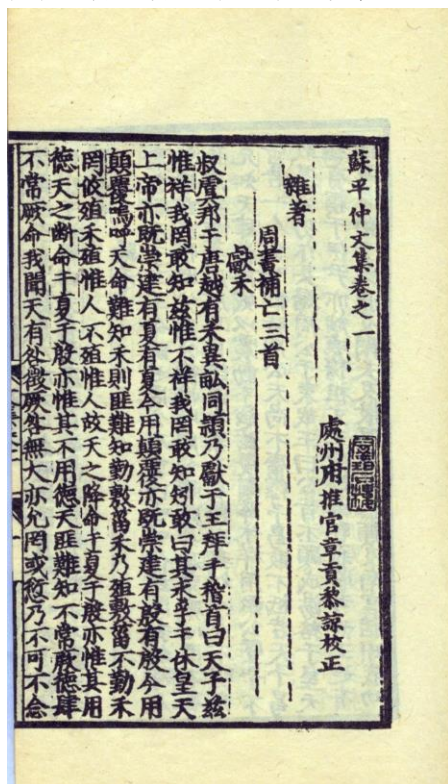 蘇平仲文集卷之一
處州府推官章貢黎諒校正
雜著
周書補亡三首
獻禾
叔虞邦于唐越有禾異畝同穎乃獻于王拜手稽首曰天子茲
惟祥我罔敢知茲惟不祥我罔敢知矧敢曰其永孚于休皇天
上帝亦旣崇建有夏有夏今用顛覆亦旣崇建有殷有殷今用
顛覆嗚呼天命難知禾則匪難知勤敷菑禾乃殖敷菑不勤禾
罔攸殖禾殖惟人不殖惟人故天之降命于夏于殷亦惟其用
德天之斷命于夏于殷亦惟其不用德天匪難知不常厥德肆
不常厥命我聞天有咎徵厥咎無大亦允罔或愆乃不可不念